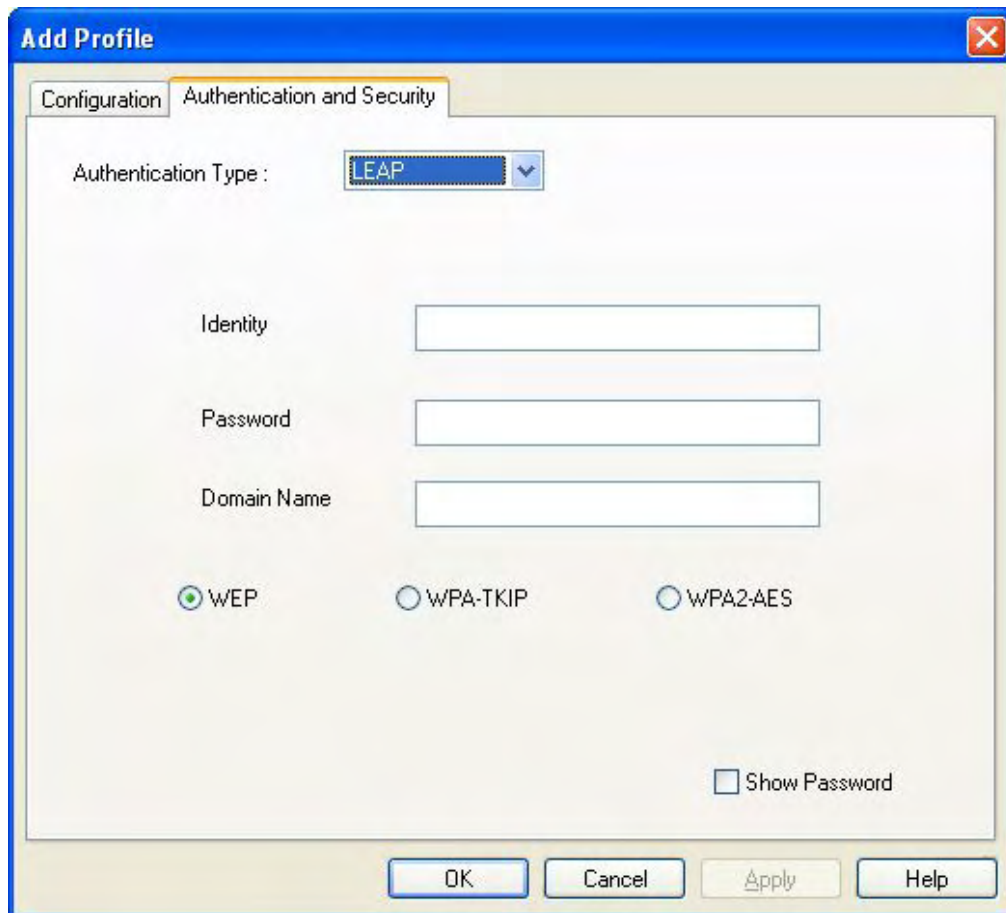 Add Profile
Configuration
Authentication and Security
Authentication Type :
LEAP
Identity
Password
Domain Name
WEP
WPA-TKIP
WPA2-AES
Show Password
OK
Cancel
Apply
Help